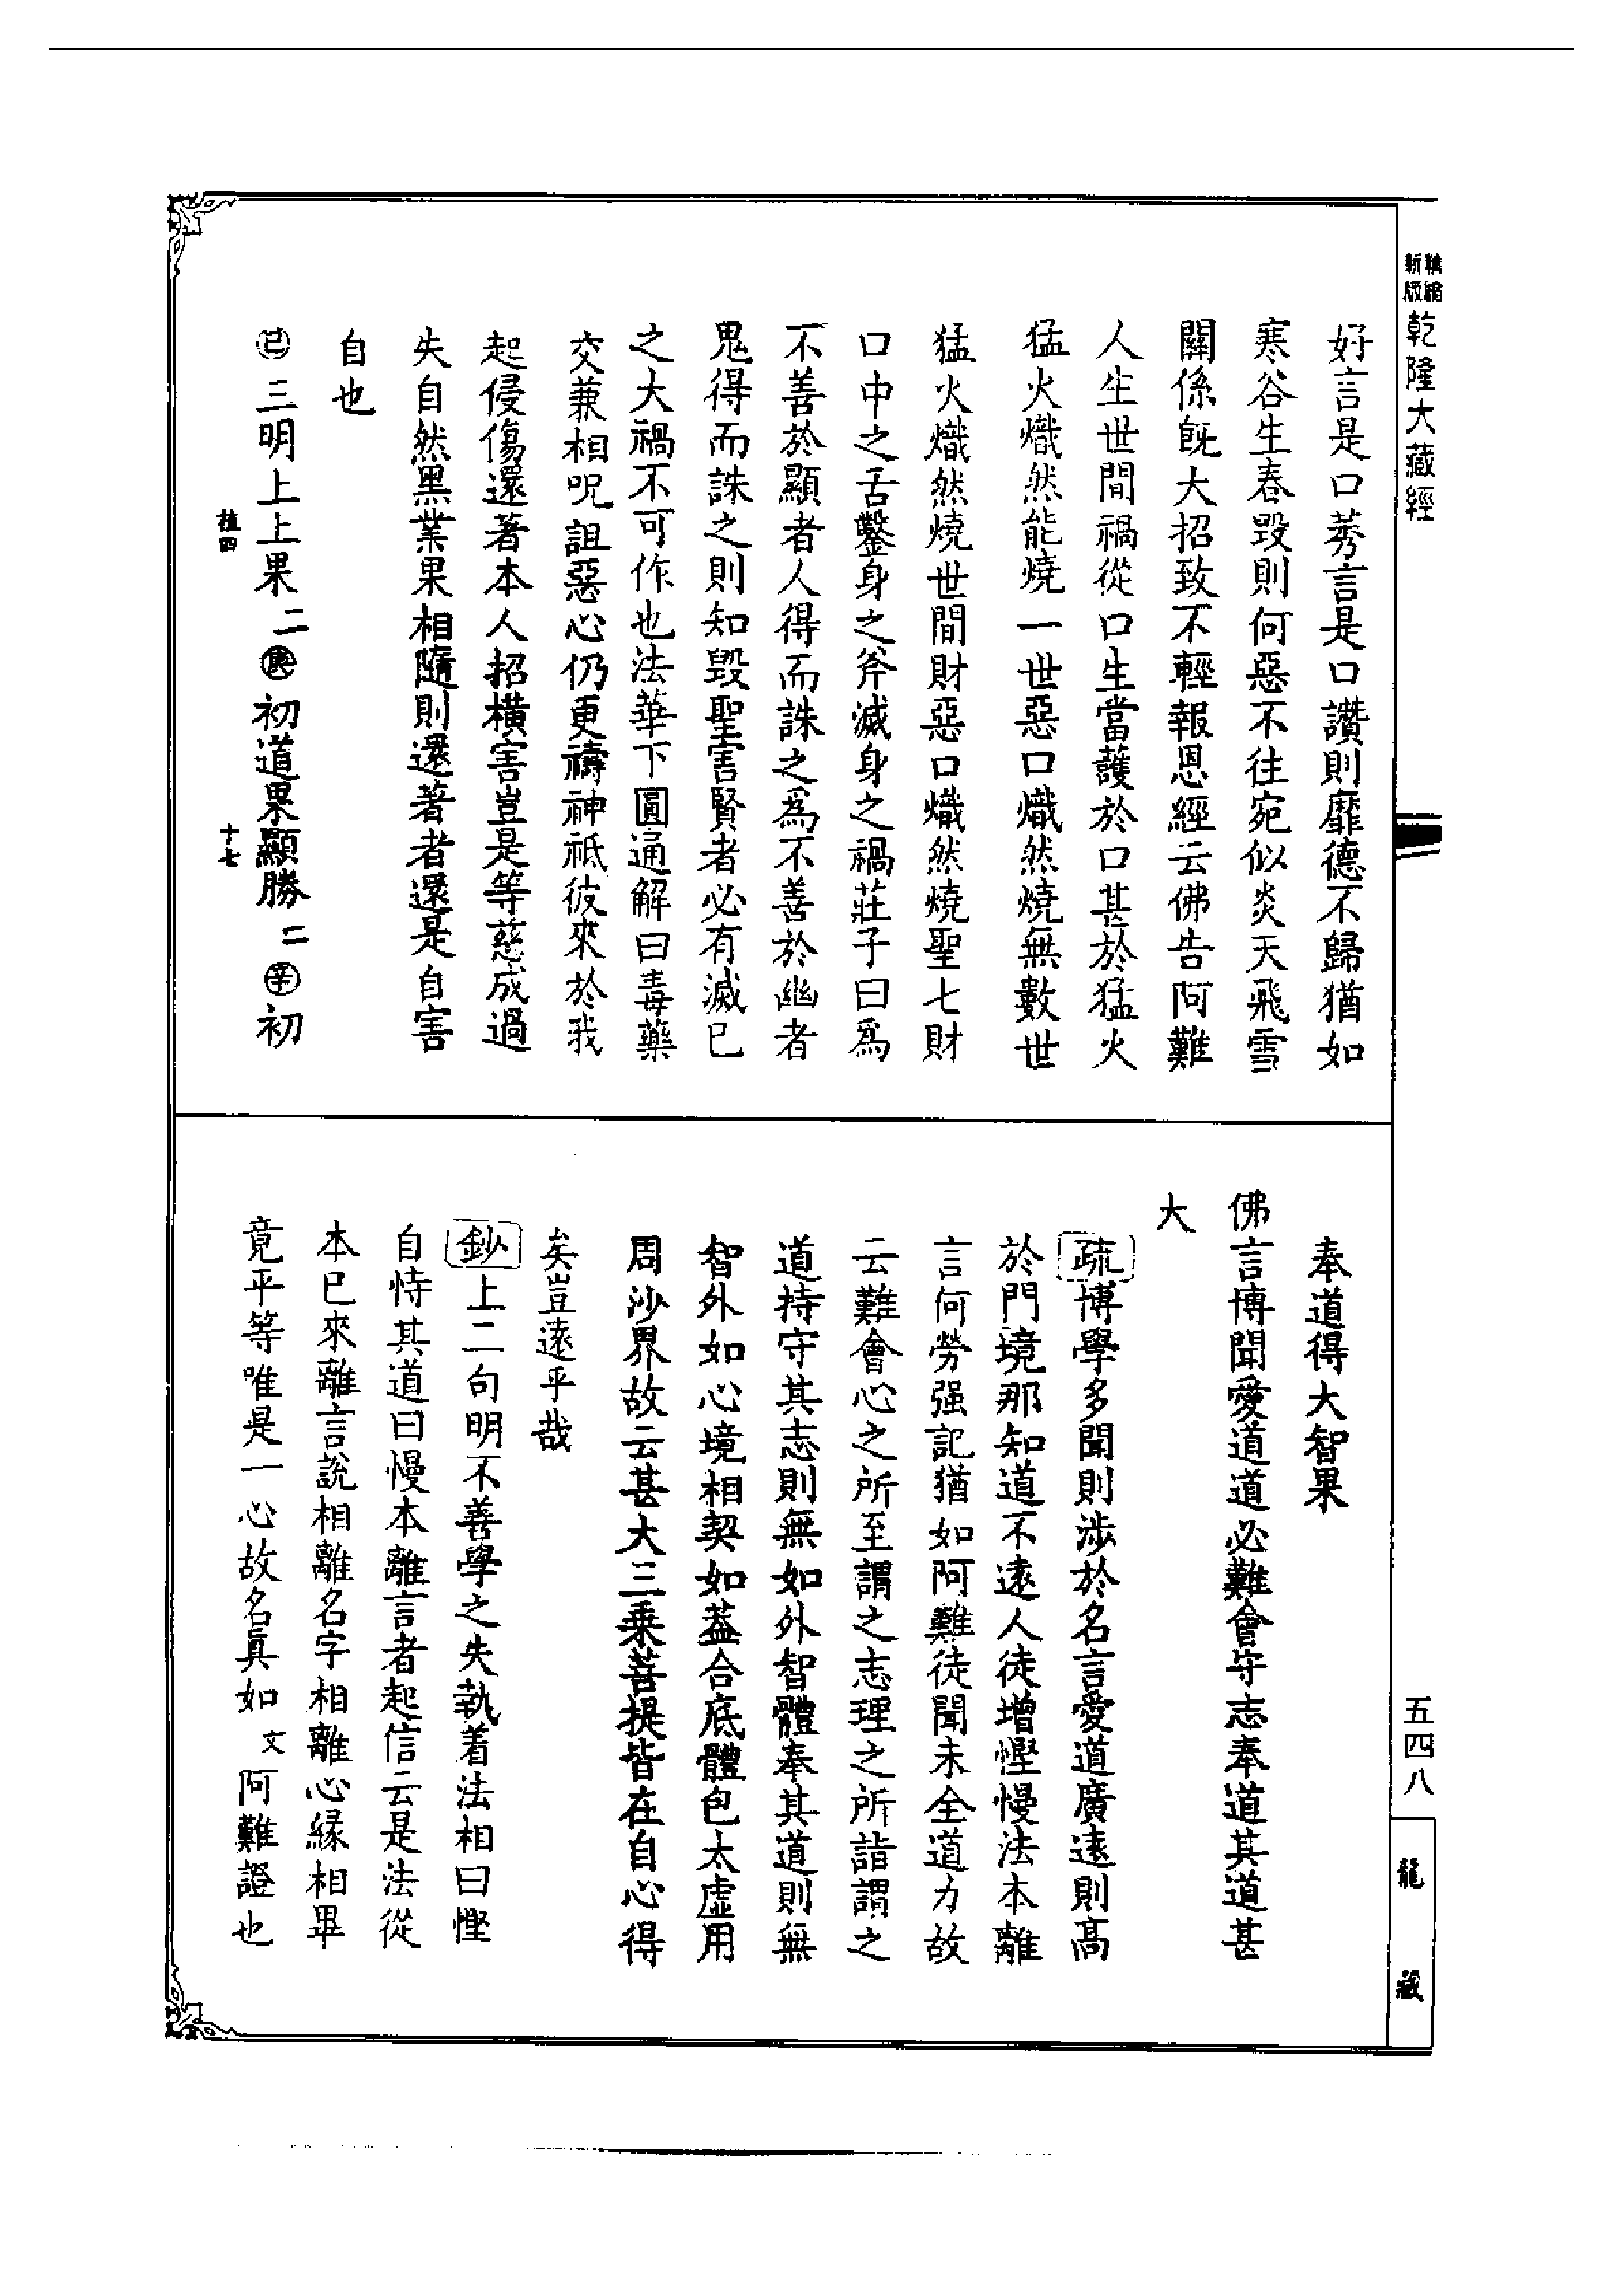 精縮
新版
乾隆大藏經
好言是口莠言是口讚則靡德不歸猶如
寒谷生春毀則何惡不往宛似炎天飛雪
關係旣大招致不輕報恩經云佛告阿難
人生世間禍從口生當護於口甚於猛火
猛火熾然能燒一世惡口熾然燒無數世
猛火熾然燒世間財惡口熾然燒聖七財
口中之舌鑿身之斧滅身之禍莊子曰爲
不善於顯者人得而誅之爲不善於幽者
鬼得而誅之則知毀聖害賢者必有滅已
之大禍不可作也法華下圓通解曰毒藥
交兼相呪詛惡心仍更禱神祇彼來於我
起侵傷還著本人招橫害豈是等慈成過
失自然黑業果相隨則還著者還是自害
自也
㊁三明上上果二庚初道果顯勝二辛初
植四
十七
奉道得大智果
佛言博聞愛道道必難會守志奉道其道甚
大
疏博學多聞則涉於名言愛道廣遠則高
於門境那知道不遠人徒增慳慢法本離
言何勞强記猶如阿難徒聞未全道力故
云難會心之所至謂之志理之所詣謂之
道持守其志則無如外智體奉其道則無
智外如心境相契如葢合底體包太虛用
周沙界故云甚大三乗菩提皆在自心得
矣豈遠乎哉
鈔上二句明不善學之失執着法相曰慳
自恃其道曰慢本離言者起信云是法從
本已來離言說相離名字相離心緣相畢
竟平等唯是一心故名眞如文阿難證也
五四八
龍
藏